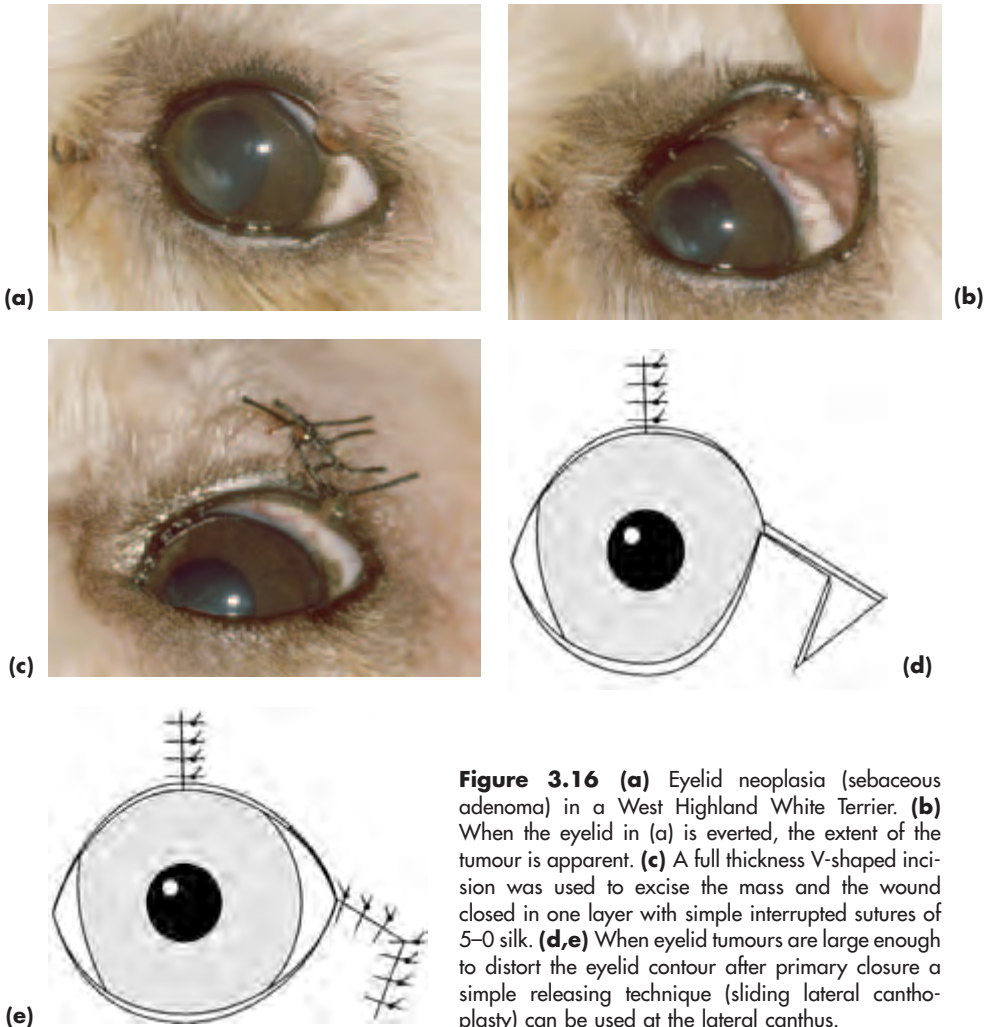 (a)
(b)
(c)
(d)
(e)
Figure 3.16 (a) Eyelid neoplasia (sebaceous
adenoma) in a West Highland White Terrier. (b)
When the eyelid in (a) is everted, the extent of the
tumour is apparent. (c) A full thickness V-shaped inci-
sion was used to excise the mass and the wound
closed in one layer with simple interrupted sutures of
5–0 silk. (d,e) When eyelid tumours are large enough
to distort the eyelid contour after primary closure a
simple releasing technique (sliding lateral cantho-
plasty) can be used at the lateral canthus.